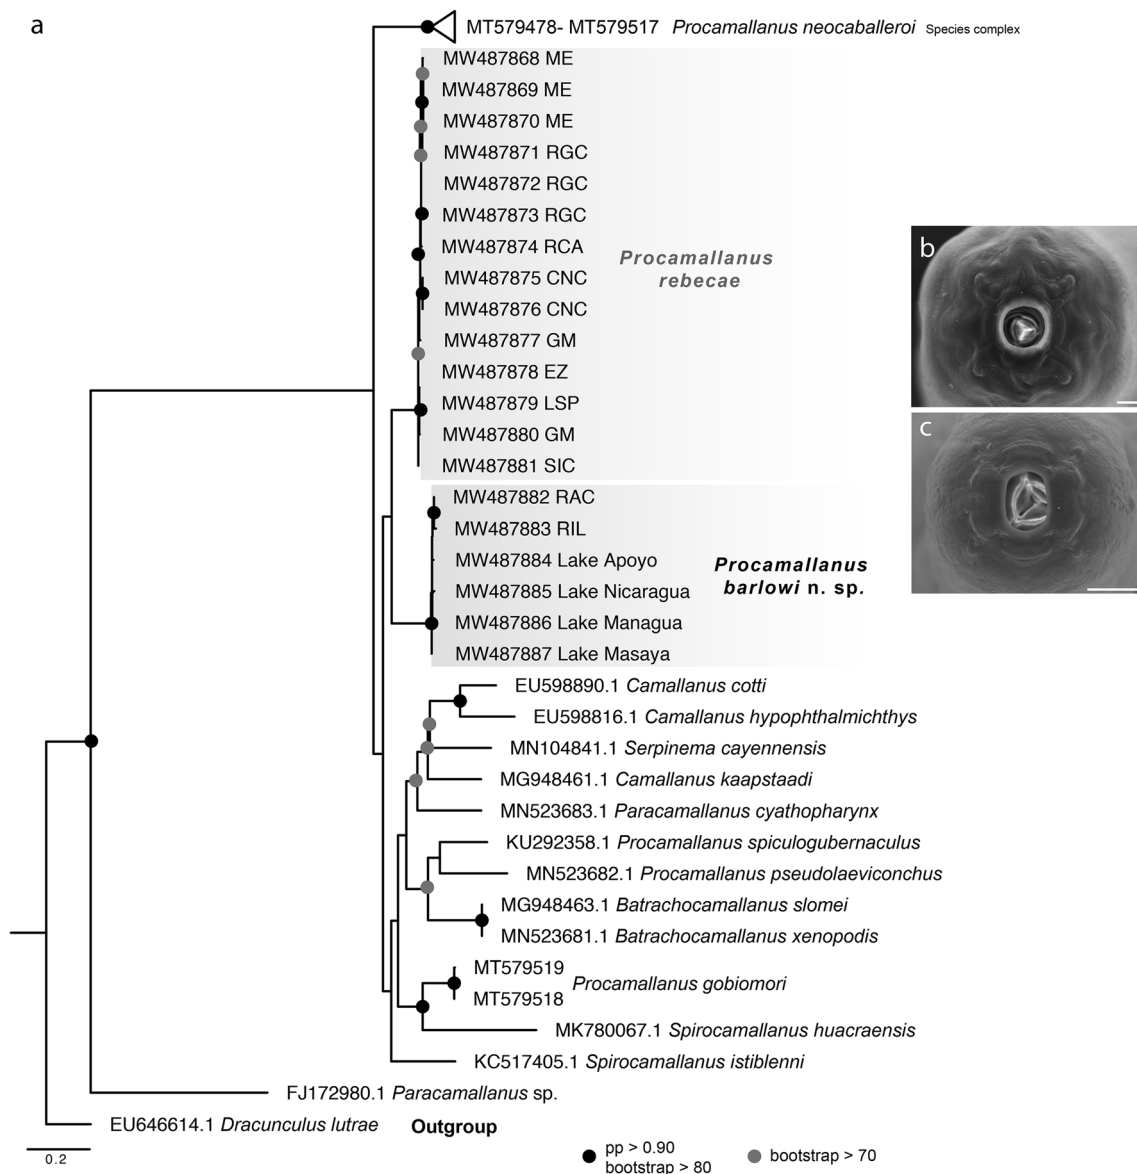 a
MT579478- MT579517 Procamallanus neocaballeroi Species complex
MW487868 ME
MW487869 ME
MW487870 ME
MW487871 RGC
MW487872 RGC
MW487873 RGC
MW487874 RCA
MW487875 CNC
MW487876 CNC
MW487877 GM
MW487878 EZ
MW487879 LSP
MW487880 GM
MW487881 SIC
Procamallanus
rebecae
MW487882 RAC
MW487883 RIL
MW487884 Lake Apoyo
MW487885 Lake Nicaragua
MW487886 Lake Managua
MW487887 Lake Masaya
Procamallanus
barlowi n. sp.
EU598890.1 Camallanus cotti
EU598816.1 Camallanus hypophthalmichthys
MN104841.1 Serpinema cayennensis
MG948461.1 Camallanus kaapstaadi
MN523683.1 Paracamallanus cyathopharynx
KU292358.1 Procamallanus spiculogubernaculus
MN523682.1 Procamallanus pseudolaeviconchus
MG948463.1 Batrachocamallanus slomei
MN523681.1 Batrachocamallanus xenopodis
MT579519
Procamallanus gobiomori
MT579518
MK780067.1 Spirocamallanus huacraensis
KC517405.1 Spirocamallanus istiblenni
FJ172980.1 Paracamallanus sp.
EU646614.1 Dracunculus lutrae Outgroup
0.2
pp > 0.90
bootstrap > 80
bootstrap > 70
b
c